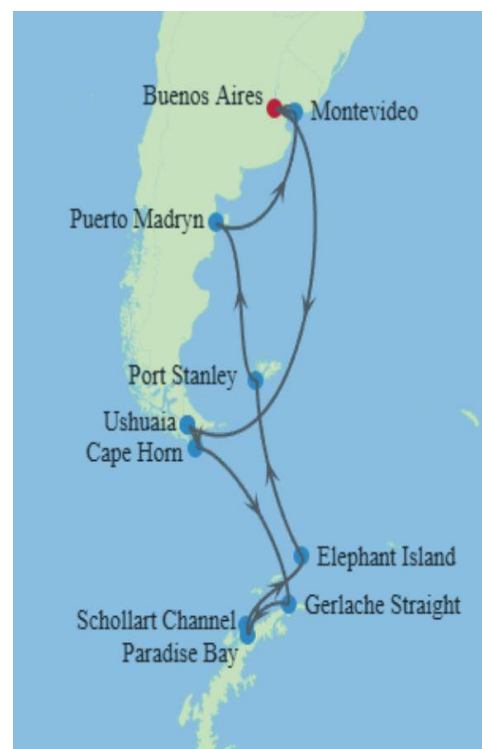 Buenos Aires
Montevideo
Puerto Madryn
Port Stanley
Ushuaia
Cape Horn
Elephant Island
Gerlache Straight
Schollart Channel
Paradise Bay